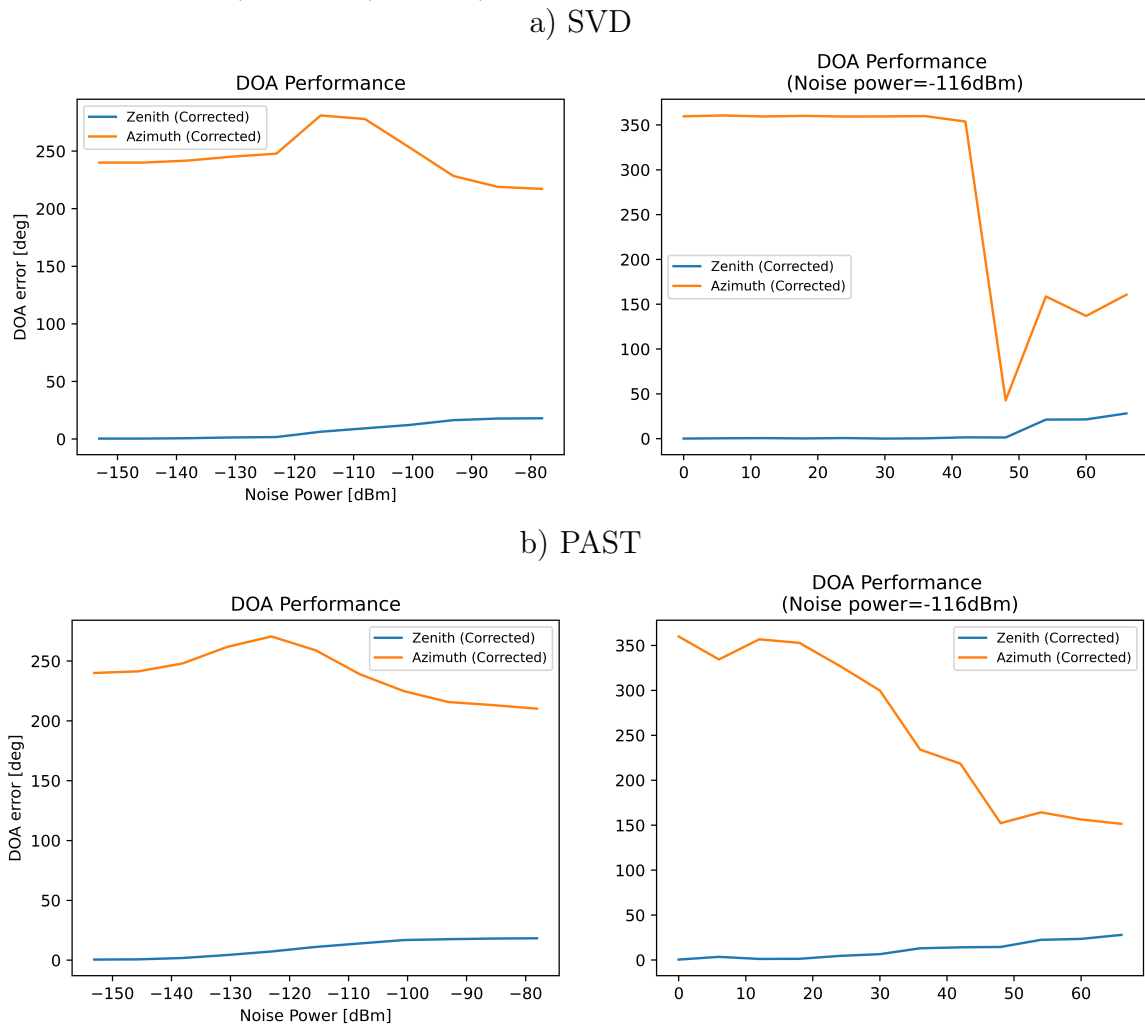 a) SVD
DOA Performance
Zenith (Corrected)
Azimuth (Corrected)
DOA error [deg]
250
200
150
100
50
0
−150 −140 −130 −120 −110 −100 −90 −80
Noise Power [dBm]
DOA Performance
(Noise power=-116dBm)
350
300
250
200
150
100
50
0
Zenith (Corrected)
Azimuth (Corrected)
0 10 20 30 40 50 60
b) PAST
DOA Performance
Zenith (Corrected)
Azimuth (Corrected)
DOA error [deg]
250
200
150
100
50
0
−150 −140 −130 −120 −110 −100 −90 −80
Noise Power [dBm]
DOA Performance
(Noise power=-116dBm)
Zenith (Corrected)
Azimuth (Corrected)
350
300
250
200
150
100
50
0
0 10 20 30 40 50 60